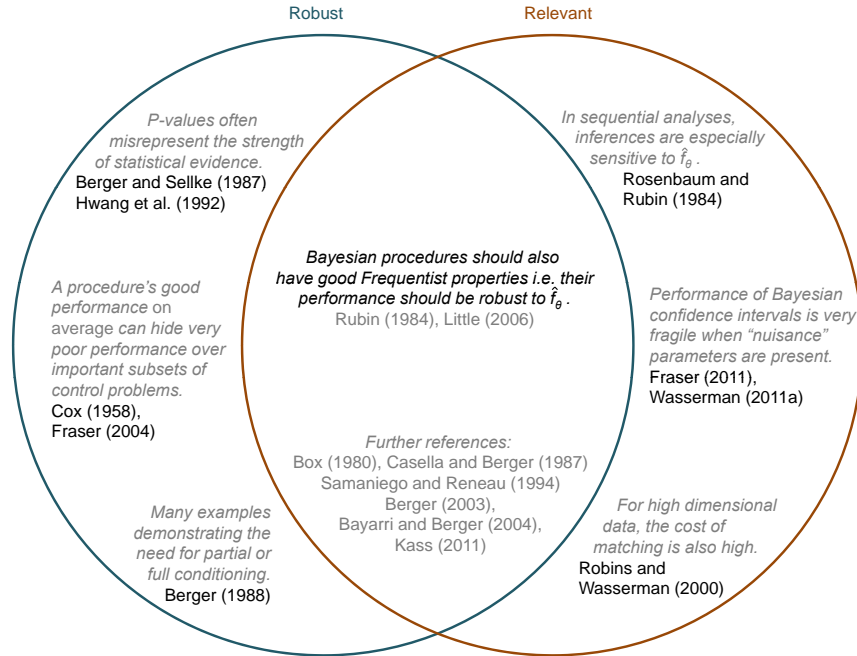 Robust
Relevant
P-values often
misrepresent the strength
of statistical evidence.
Berger and Sellke (1987)
Hwang et al. (1992)
In sequential analyses,
inferences are especially
sensitive to f̂θ .
Rosenbaum and
Rubin (1984)
Bayesian procedures should also
have good Frequentist properties i.e. their
performance should be robust to f̂θ .
Rubin (1984), Little (2006)
A procedure's good
performance on
average can hide very
poor performance over
important subsets of
control problems.
Cox (1958),
Fraser (2004)
Performance of Bayesian
confidence intervals is very
fragile when “nuisance”
parameters are present.
Fraser (2011),
Wasserman (2011a)
Further references:
Box (1980), Casella and Berger (1987)
Samaniego and Reneau (1994)
Berger (2003),
Bayarri and Berger (2004),
Kass (2011)
Many examples
demonstrating the
need for partial or
full conditioning.
Berger (1988)
For high dimensional
data, the cost of
matching is also high.
Robins and
Wasserman (2000)